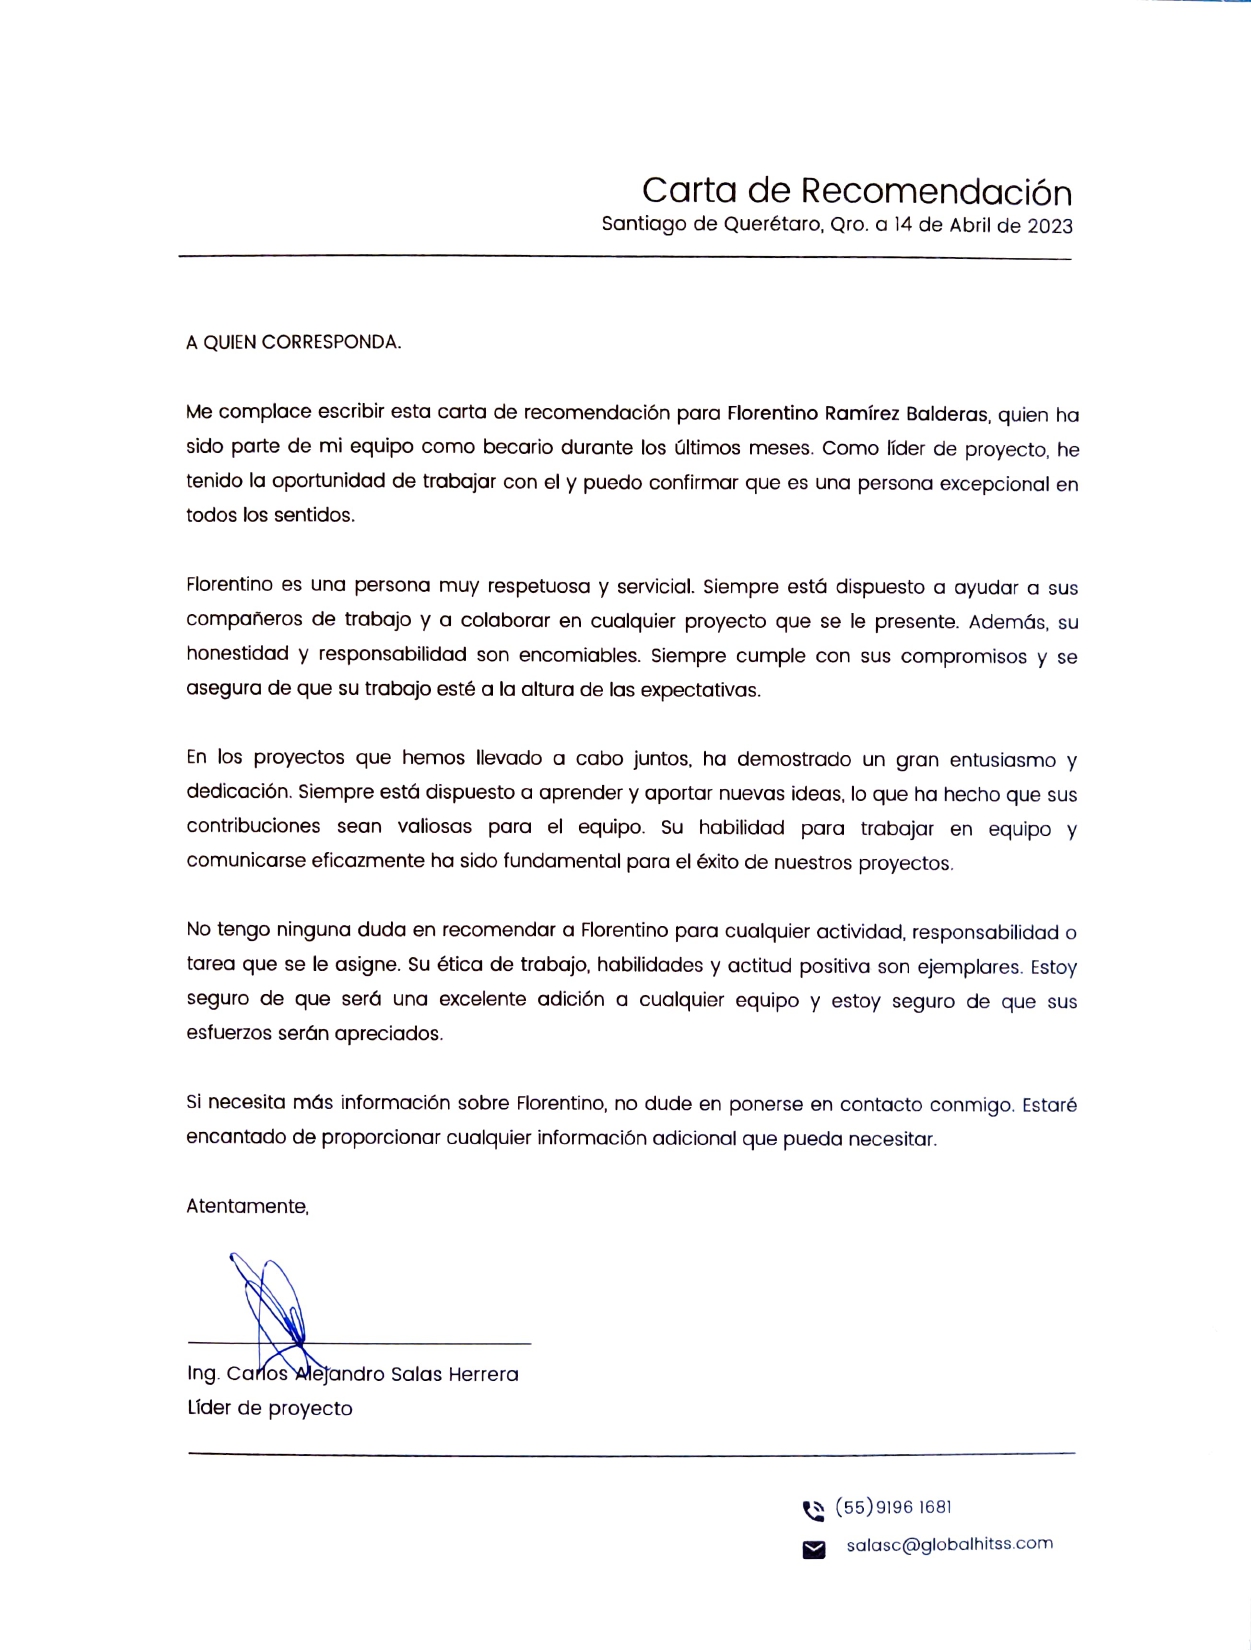 Carta de Recomendación
Santiago de Querétaro, Qro. a 14 de Abril de 2023
A QUIEN CORRESPONDA.
Me complace escribir esta carta de recomendación para Florentino Ramírez Balderas, quien ha
sido parte de mi equipo como becario durante los últimos meses. Como líder de proyecto, he
tenido la oportunidad de trabajar con el y puedo confirmar que es una persona excepcional en
todos los sentidos.
Florentino es una persona muy respetuosa y servicial. Siempre está dispuesto a ayudar a sus
compañeros de trabajo y a colaborar en cualquier proyecto que se le presente. Además, su
honestidad y responsabilidad son encomiables. Siempre cumple con sus compromisos y se
asegura de que su trabajo esté a la altura de las expectativas.
En los proyectos que hemos llevado a cabo juntos, ha demostrado un gran entusiasmo y
dedicación. Siempre está dispuesto a aprender y aportar nuevas ideas, lo que ha hecho que sus
contribuciones sean valiosas para el equipo. Su habilidad para trabajar en equipo y
comunicarse eficazmente ha sido fundamental para el éxito de nuestros proyectos.
No tengo ninguna duda en recomendar a Florentino para cualquier actividad, responsabilidad o
tarea que se le asigne. Su ética de trabajo, habilidades y actitud positiva son ejemplares. Estoy
seguro de que será una excelente adición a cualquier equipo y estoy seguro de que sus
esfuerzos serán apreciados.
Si necesita más información sobre Florentino, no dude en ponerse en contacto conmigo. Estaré
encantado de proporcionar cualquier información adicional que pueda necesitar.
Atentamente,
Ing. Carlos Alejandro Salas Herrera
Líder de proyecto
(55)9196 1681
salasc@globalhitss.com